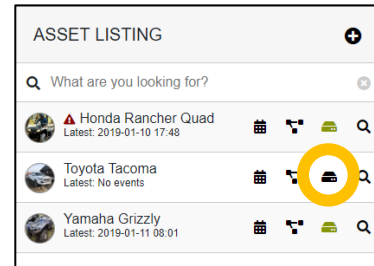 ASSET LISTING
What are you looking for?
Honda Rancher Quad
Latest: 2019-01-10 17:48
Toyota Tacoma
Latest: No events
Yamaha Grizzly
Latest: 2019-01-11 08:01